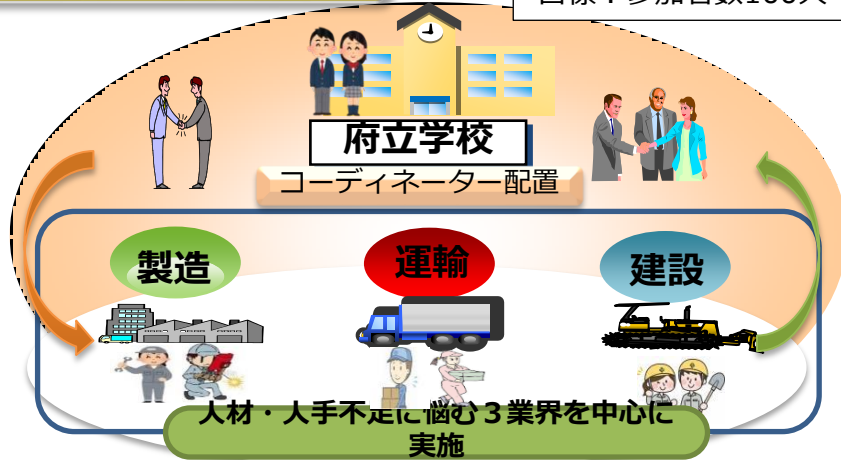 府立学校
コーディネーター配置
製造
運輸
建設
人材・人手不足に悩む３業界を中心に
実施